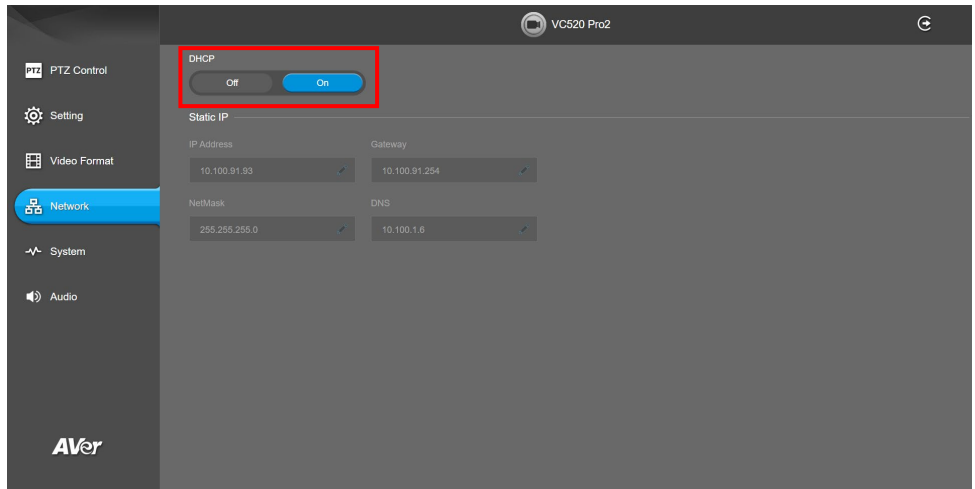 VC520 Pro2
PTZ PTZ Control
Setting
Video Format
Network
System
Audio
AVer
DHCP
Off On
Static IP
IP Address Gateway
10.100.91.93 10.100.91.254
NetMask DNS
255.255.255.0 10.100.1.6